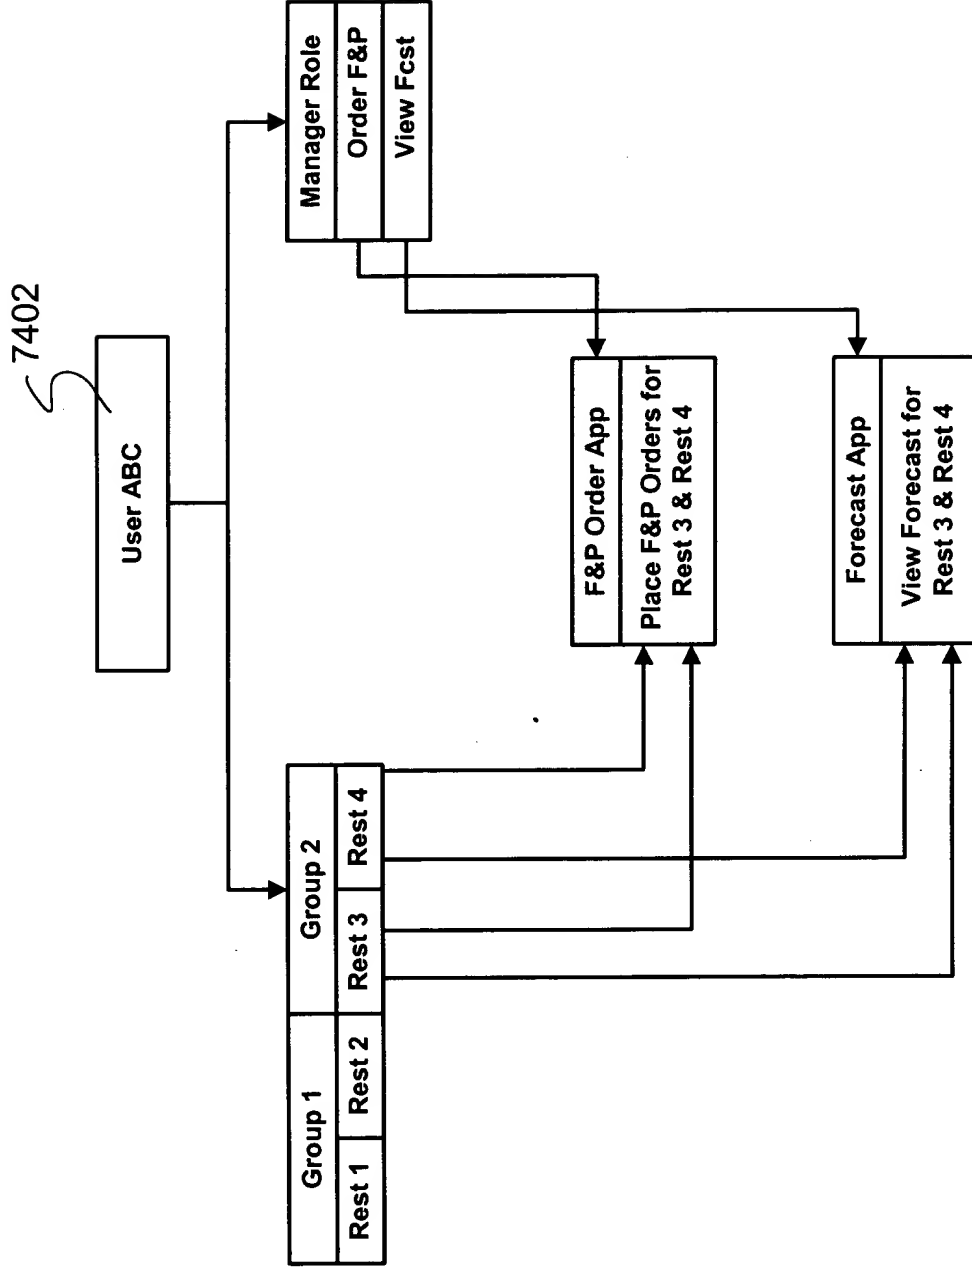 7402
User ABC
Group 1
Group 2
Rest 1
Rest 2
Rest 3
Rest 4
Manager Role
Order F&P
View Fcst
F&P Order App
Place F&P Orders for
Rest 3 & Rest 4
Forecast App
View Forecast for
Rest 3 & Rest 4